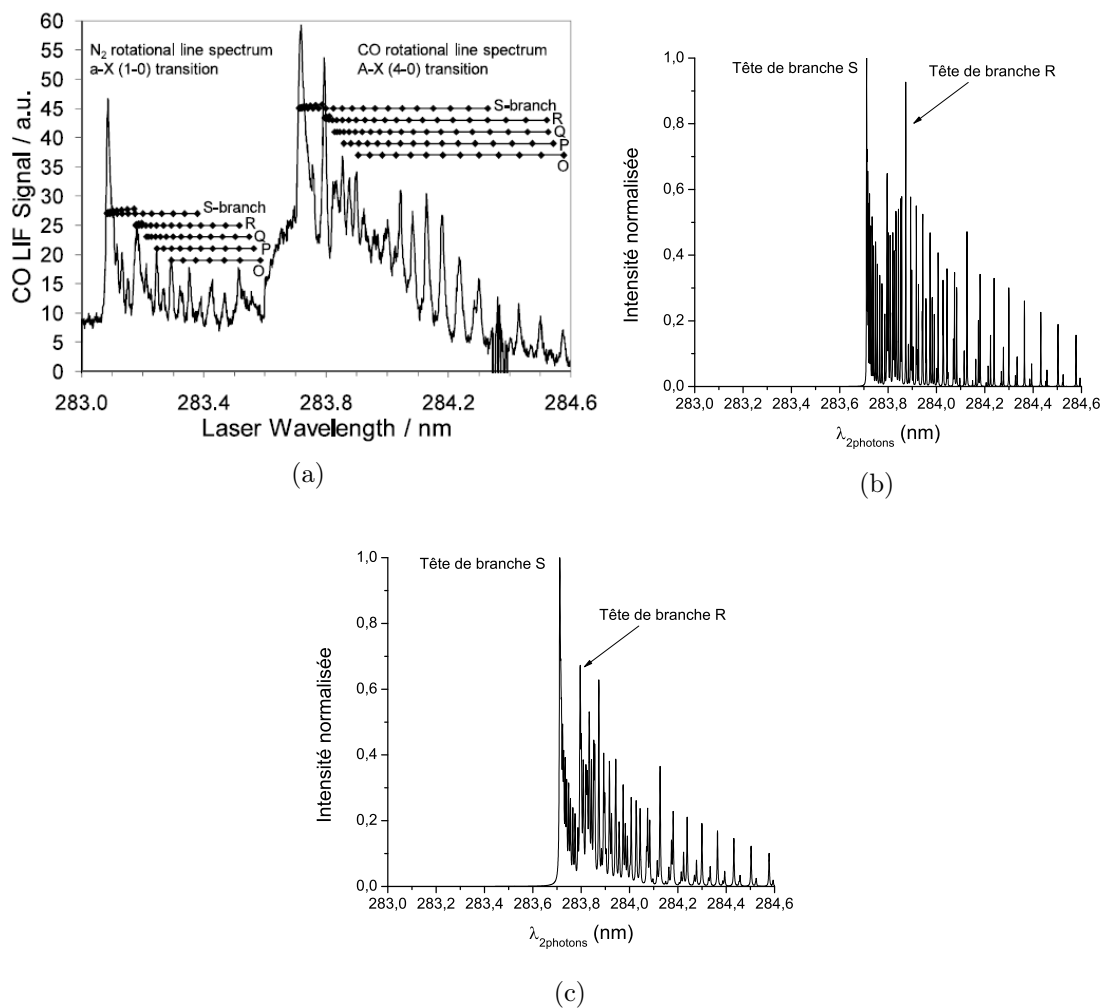 60
55
50
45
40
35
30
25
20
15
10
5
0
CO LIF Signal / a.u.
N₂ rotational line spectrum
a-X (1-0) transition
CO rotational line spectrum
A-X (4-0) transition
S-branch
R
Q
P
O
S-branch
R
Q
P
O
283.0 283.4 283.8 284.2 284.6
Laser Wavelength / nm
(a)
1,0
0,8
0,6
0,4
0,2
0,0
Intensité normalisée
Tête de branche S
Tête de branche R
283,0 283,2 283,4 283,6 283,8 284,0 284,2 284,4 284,6
λ2photons (nm)
(b)
1,0
0,8
0,6
0,4
0,2
0,0
Intensité normalisée
Tête de branche S
Tête de branche R
283,0 283,2 283,4 283,6 283,8 284,0 284,2 284,4 284,6
λ2photons (nm)
(c)